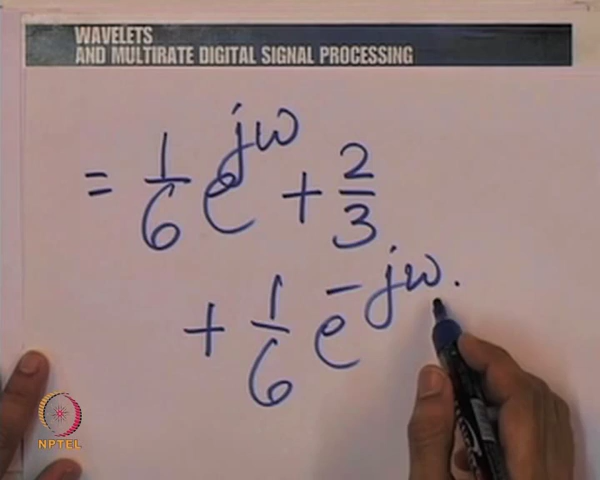 WAVELETS
AND MULTIRATE DIGITAL SIGNAL PROCESSING
= 1/6 e^{jω} + 2/3
+ 1/6 e^{-jω}.
NPTEL